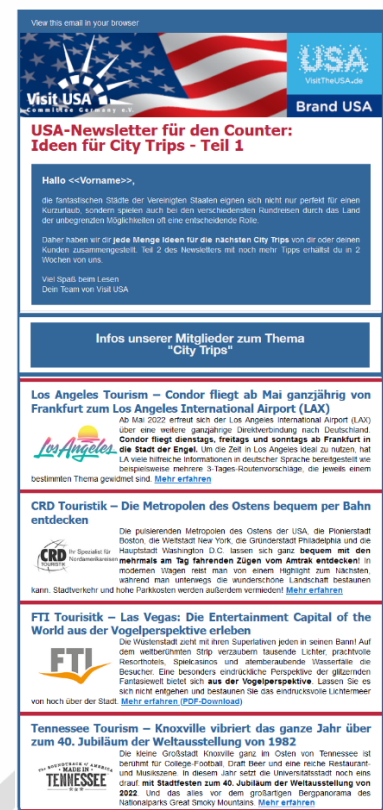 View this email in your browser
Visit USA
Committee Germany e.V.
USA
VisitTheUSA.de
Brand USA
USA-Newsletter für den Counter:
Ideen für City Trips - Teil 1
Hallo <<Vorname>>,
die fantastischen Städte der Vereinigten Staaten eignen sich nicht nur perfekt für einen
Kurzurlaub, sondern spielen auch bei den verschiedensten Rundreisen durch das Land
der unbegrenzten Möglichkeiten oft eine entscheidende Rolle.
Daher haben wir dir jede Menge Ideen für die nächsten City Trips von dir oder deinen
Kunden zusammengestellt. Teil 2 des Newsletters mit noch mehr Tipps erhältst du in 2
Wochen von uns.
Viel Spaß beim Lesen
Dein Team von Visit USA
Infos unserer Mitglieder zum Thema
"City Trips"
Los Angeles Tourism – Condor fliegt ab Mai ganzjährig von
Frankfurt zum Los Angeles International Airport (LAX)
Los Angeles
Ab Mai 2022 erfreut sich der Los Angeles International Airport (LAX)
über eine weitere ganzjährige Direktverbindung nach Deutschland.
Condor fliegt dienstags, freitags und sonntags ab Frankfurt in
die Stadt der Engel. Um die Zeit in Los Angeles ideal zu nutzen, hat
LA viele hilfreiche Informationen in deutscher Sprache bereitgestellt wie
beispielsweise mehrere 3-Tages-Routenvorschläge, die jeweils einem
bestimmten Thema gewidmet sind. Mehr erfahren
CRD Touristik – Die Metropolen des Ostens bequem per Bahn
entdecken
CRD
TOURISTIK
Ihr Spezialist für
Nordamerikareisen
Die pulsierenden Metropolen des Ostens der USA, die Pionierstadt
Boston, die Weltstadt New York, die Gründerstadt Philadelphia und die
Hauptstadt Washington D.C. lassen sich ganz bequem mit den
mehrmals am Tag fahrenden Zügen vom Amtrak entdecken! In
modernen Wagen reist man von einem Highlight zum Nächsten,
während man unterwegs die wunderschöne Landschaft bestaunen
kann. Stadtverkehr und hohe Parkkosten werden außerdem vermieden! Mehr erfahren
FTI Tourisitk – Las Vegas: Die Entertainment Capital of the
World aus der Vogelperspektive erleben
FTI
Die Wüstenstadt zieht mit ihren Superlativen jeden in seinen Bann! Auf
dem weltberühmten Strip verzaubern tausende Lichter, prachtvolle
Resorthotels, Spielcasinos und atemberaubende Wasserfälle die
Besucher. Eine besonders eindrückliche Perspektive der glitzernden
Fantasiewelt bietet sich aus der Vogelperspektive. Lassen Sie es
sich nicht entgehen und bestaunen Sie das eindrucksvolle Lichtermeer
von hoch über der Stadt. Mehr erfahren (PDF-Download)
Tennessee Tourism – Knoxville vibriert das ganze Jahr über
zum 40. Jubiläum der Weltausstellung von 1982
THE SOUNDTRACK OF AMERICA
MADE IN
TENNESSEE
Die kleine Großstadt Knoxville ganz im Osten von Tennessee ist
berühmt für College-Football, Draft Beer und eine reiche Restaurant-
und Musikszene. In diesem Jahr setzt die Universitätsstadt noch eins
drauf: mit Stadtfesten zum 40. Jubiläum der Weltausstellung von
2022. Und das alles vor dem großartigen Bergpanorama des
Nationalparks Great Smoky Mountains. Mehr erfahren